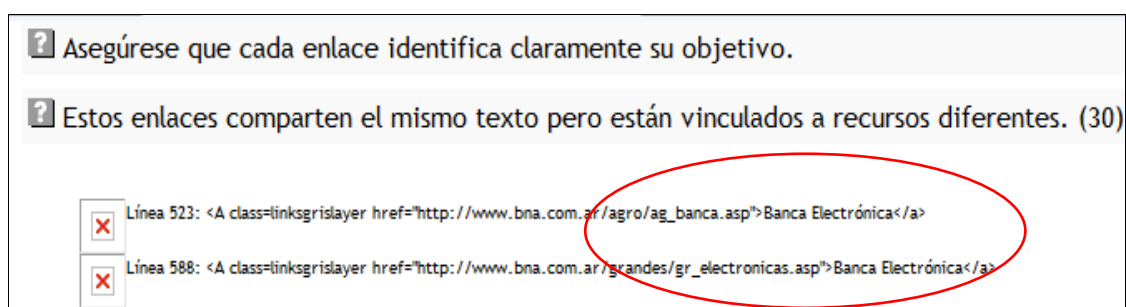 Asegúrese que cada enlace identifica claramente su objetivo.
Estos enlaces comparten el mismo texto pero están vinculados a recursos diferentes. (30)
Línea 523: <A class=linksgrislayer href="http://www.bna.com.ar/agro/ag_banca.asp">Banca Electrónica</a>
Línea 588: <A class=linksgrislayer href="http://www.bna.com.ar/grandes/gr_electronicas.asp">Banca Electrónica</a>